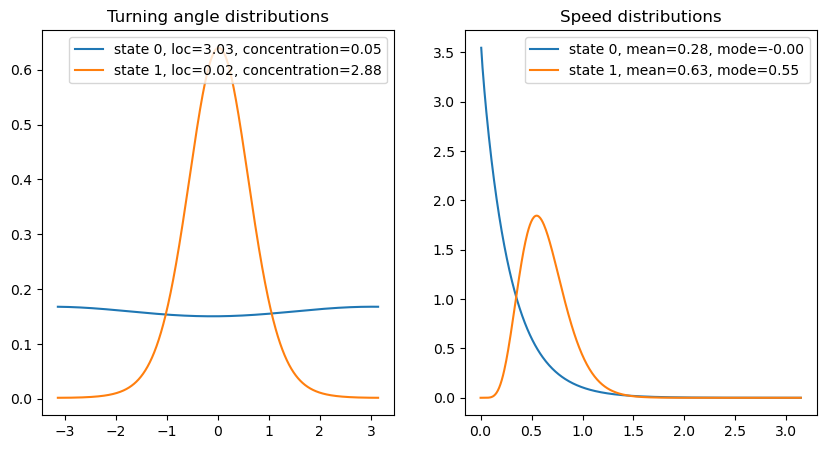 Turning angle distributions
state 0, loc=3.03, concentration=0.05
state 1, loc=0.02, concentration=2.88
0.6
0.5
0.4
0.3
0.2
0.1
0.0
−3 −2 −1 0 1 2 3
Speed distributions
state 0, mean=0.28, mode=-0.00
state 1, mean=0.63, mode=0.55
3.5
3.0
2.5
2.0
1.5
1.0
0.5
0.0
0.0 0.5 1.0 1.5 2.0 2.5 3.0